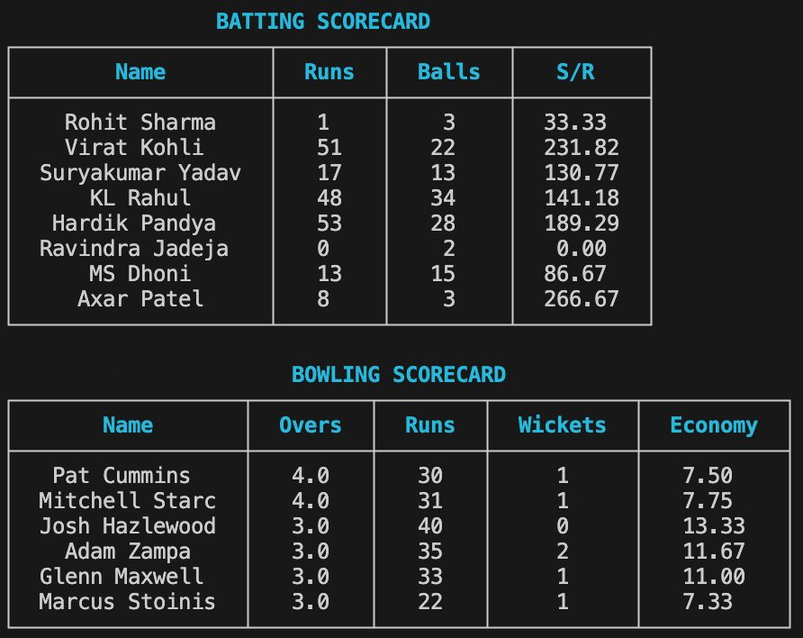 BATTING SCORECARD
Name Runs Balls S/R
Rohit Sharma 1 3 33.33
Virat Kohli 51 22 231.82
Suryakumar Yadav 17 13 130.77
KL Rahul 48 34 141.18
Hardik Pandya 53 28 189.29
Ravindra Jadeja 0 2 0.00
MS Dhoni 13 15 86.67
Axar Patel 8 3 266.67
BOWLING SCORECARD
Name Overs Runs Wickets Economy
Pat Cummins 4.0 30 1 7.50
Mitchell Starc 4.0 31 1 7.75
Josh Hazlewood 3.0 40 0 13.33
Adam Zampa 3.0 35 2 11.67
Glenn Maxwell 3.0 33 1 11.00
Marcus Stoinis 3.0 22 1 7.33